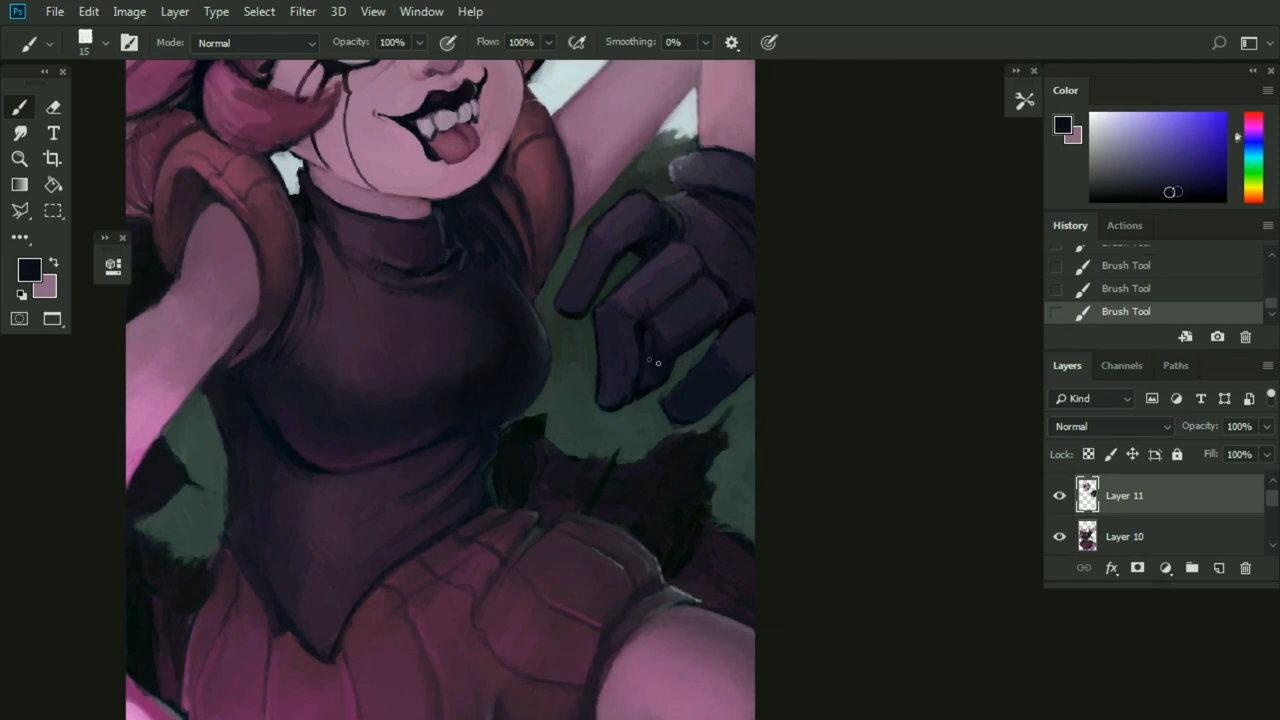 Ps File Edit Image Layer Type Select Filter 3D View Window Help
15 Mode: Normal Opacity: 100% Flow: 100% Smoothing: 0%
Color
History Actions
Brush Tool
Brush Tool
Brush Tool
Layers Channels Paths
Kind
Normal Opacity: 100%
Lock: Fill: 100%
Layer 11
Layer 10